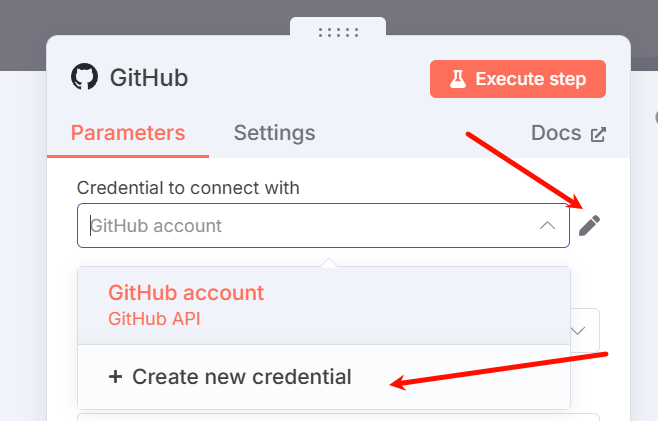 GitHub
Execute step
Parameters
Settings
Docs
Credential to connect with
GitHub account
GitHub account
GitHub API
+ Create new credential